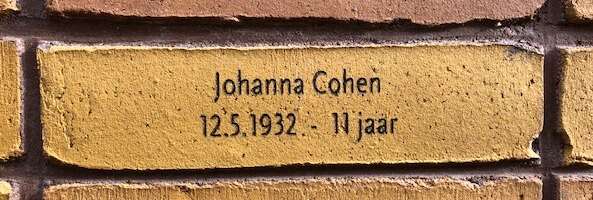 Johanna Cohen
12.5.1932 - 11 jaar